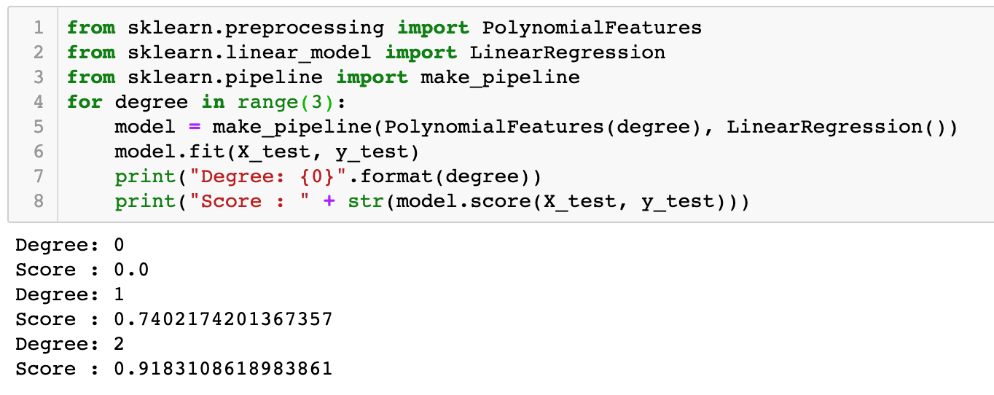 1 from sklearn.preprocessing import PolynomialFeatures
2 from sklearn.linear_model import LinearRegression
3 from sklearn.pipeline import make_pipeline
4 for degree in range(3):
5     model = make_pipeline(PolynomialFeatures(degree), LinearRegression())
6     model.fit(X_test, y_test)
7     print("Degree: {0}".format(degree))
8     print("Score : " + str(model.score(X_test, y_test)))
Degree: 0
Score : 0.0
Degree: 1
Score : 0.7402174201367357
Degree: 2
Score : 0.9183108618983861